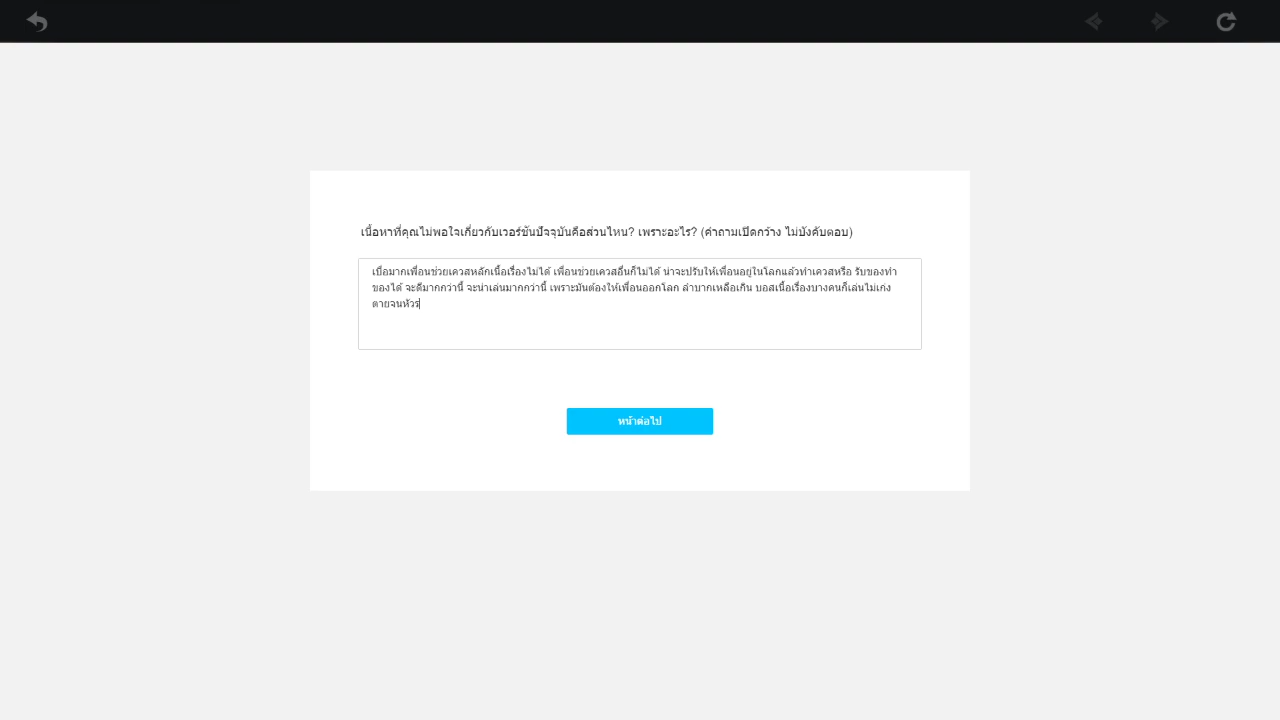 เนื้อหาที่คุณไม่พอใจเกี่ยวกับเวอร์ชันปัจจุบันคือส่วนไหน? เพราะอะไร? (คำถามเปิดกว้าง ไม่บังคับตอบ)
เบื่อมากเพื่อนช่วยเควสหลักเนื้อเรื่องไม่ได้ เพื่อนช่วยเควสอื่นก็ไม่ได้ น่าจะปรับให้เพื่อนอยู่ในโลกแล้วทำเควสหรือ รับของทำ
ของได้ จะดีมากกว่านี้ จะน่าเล่นมากกว่านี้ เพราะมันต้องให้เพื่อนออกโลก ลำบากเหลือเกิน บอสเนื้อเรื่องบางคนก็เล่นไม่เก่ง
ตายจนหัวร
หน้าต่อไป